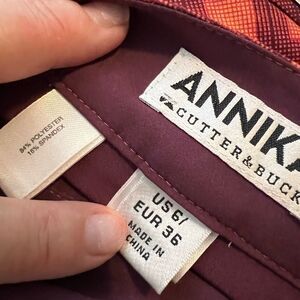 ANNIKA
CUTTER & BUCK
84% POLYESTER
16% SPANDEX
US 6/
EUR 36
MADE IN
CHINA